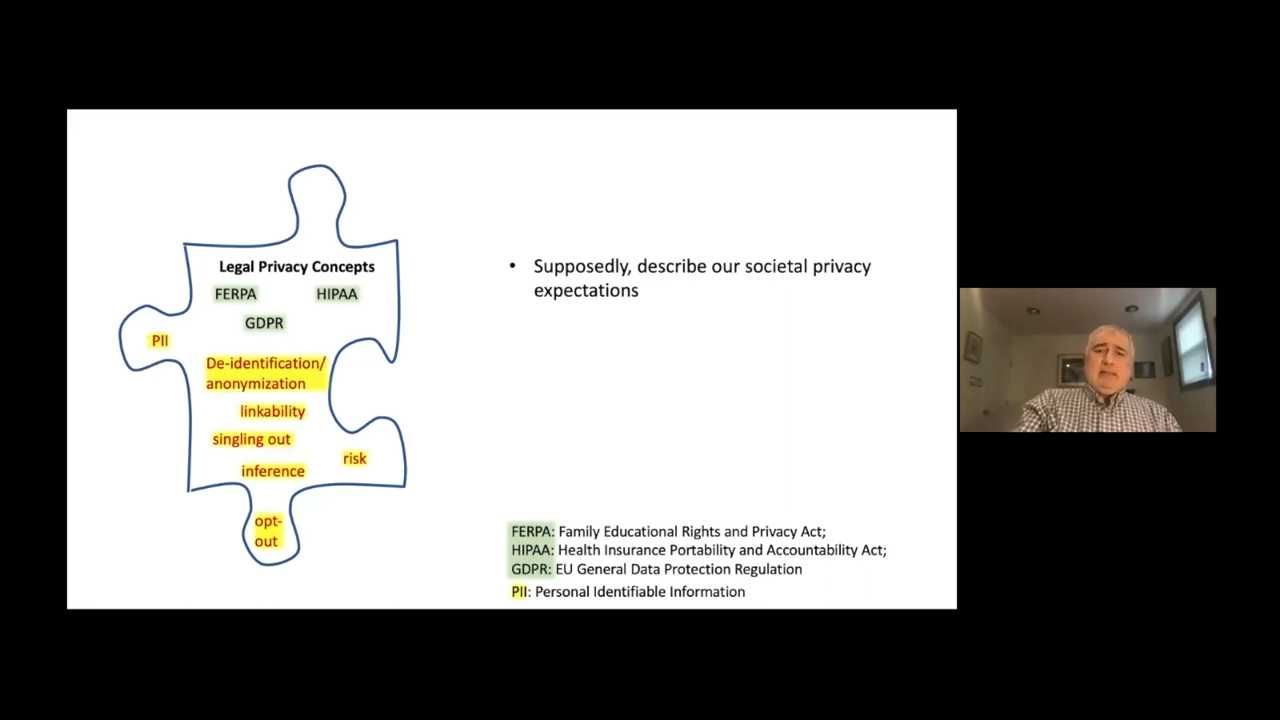 Legal Privacy Concepts
FERPA HIPAA
GDPR
PII
De-identification/
anonymization
linkability
singling out
risk
inference
opt-
out
• Supposedly, describe our societal privacy
expectations
FERPA: Family Educational Rights and Privacy Act;
HIPAA: Health Insurance Portability and Accountability Act;
GDPR: EU General Data Protection Regulation
PII: Personal Identifiable Information